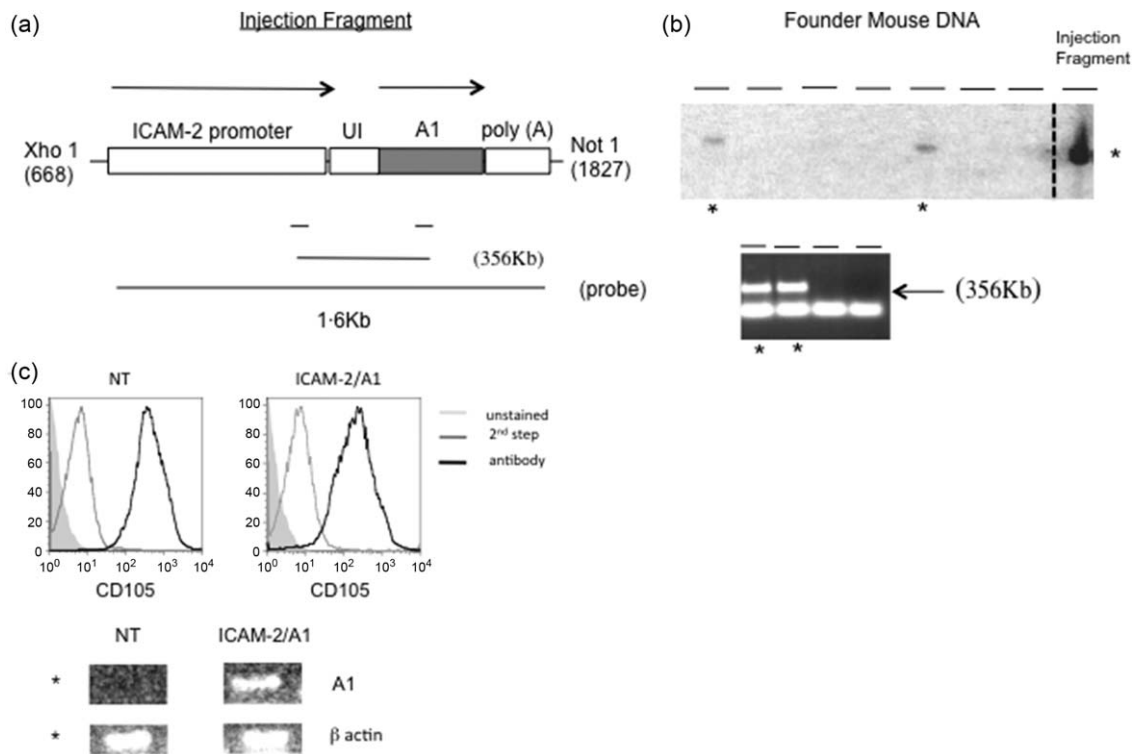 (a)
Injection Fragment
ICAM-2 promoter UI A1 poly (A)
Xho 1
(668)
Not 1
(1827)
(356Kb)
(probe)
1·6Kb
(b)
Founder Mouse DNA
Injection
Fragment
*
* *
(356Kb)
* *
(c)
NT
100
80
60
40
20
0
10⁰ 10¹ 10² 10³ 10⁴
CD105
ICAM-2/A1
100
80
60
40
20
0
10⁰ 10¹ 10² 10³ 10⁴
CD105
unstained
2nd step
antibody
NT ICAM-2/A1
* A1
* β actin